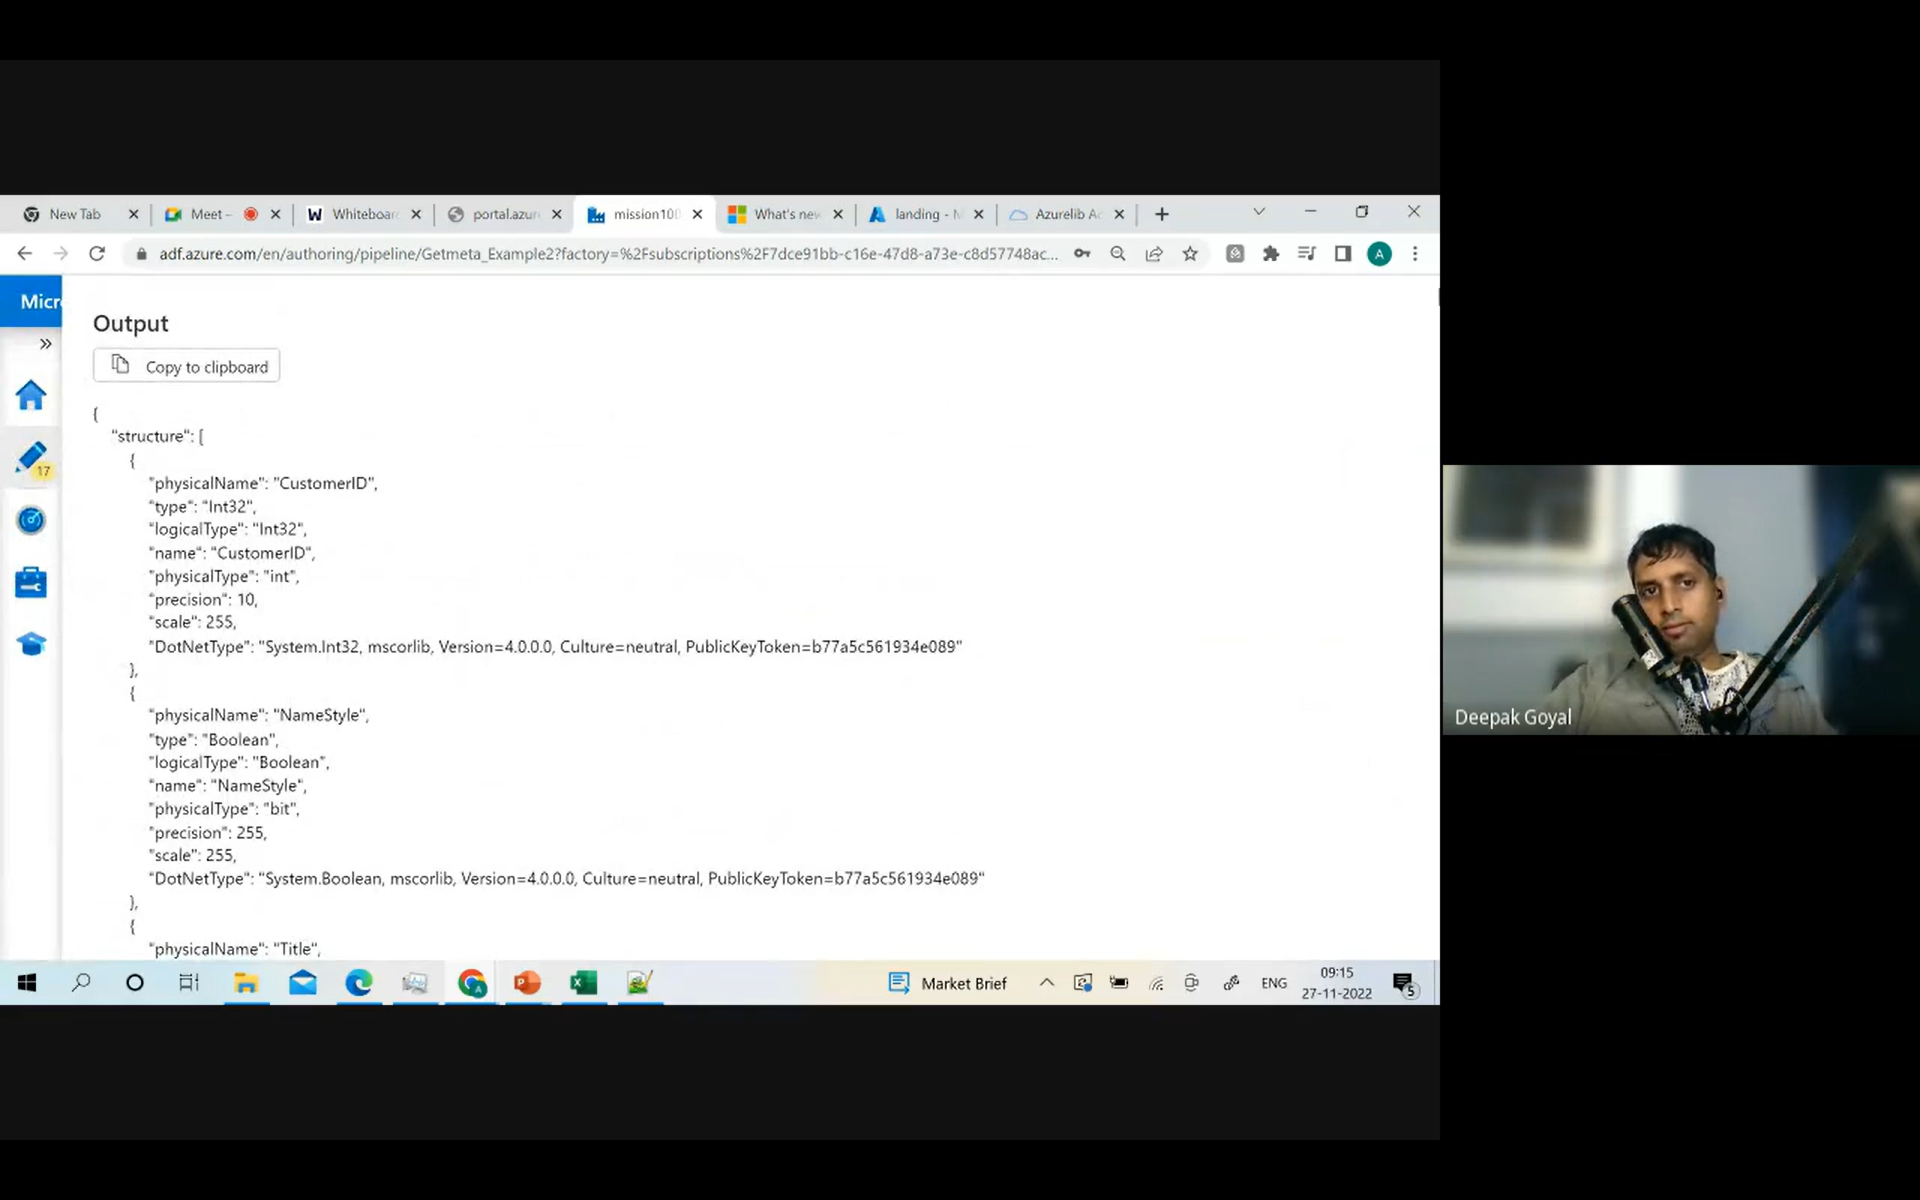 New Tab
Meet -
W Whiteboar
portal.azur
mission100
What's new
landing - M
Azurelib Ac
adf.azure.com/en/authoring/pipeline/Getmeta_Example2?factory=%2Fsubscriptions%2F7dce91bb-c16e-47d8-a73e-c8d57748ac...
A
Micr
Output
Copy to clipboard
17
{
"structure": [
{
"physicalName": "CustomerID",
"type": "Int32",
"logicalType": "Int32",
"name": "CustomerID",
"physicalType": "int",
"precision": 10,
"scale": 255,
"DotNetType": "System.Int32, mscorlib, Version=4.0.0.0, Culture=neutral, PublicKeyToken=b77a5c561934e089"
},
{
"physicalName": "NameStyle",
"type": "Boolean",
"logicalType": "Boolean",
"name": "NameStyle",
"physicalType": "bit",
"precision": 255,
"scale": 255,
"DotNetType": "System.Boolean, mscorlib, Version=4.0.0.0, Culture=neutral, PublicKeyToken=b77a5c561934e089"
},
{
"physicalName": "Title",
Deepak Goyal
Market Brief
ENG
09:15
27-11-2022
5